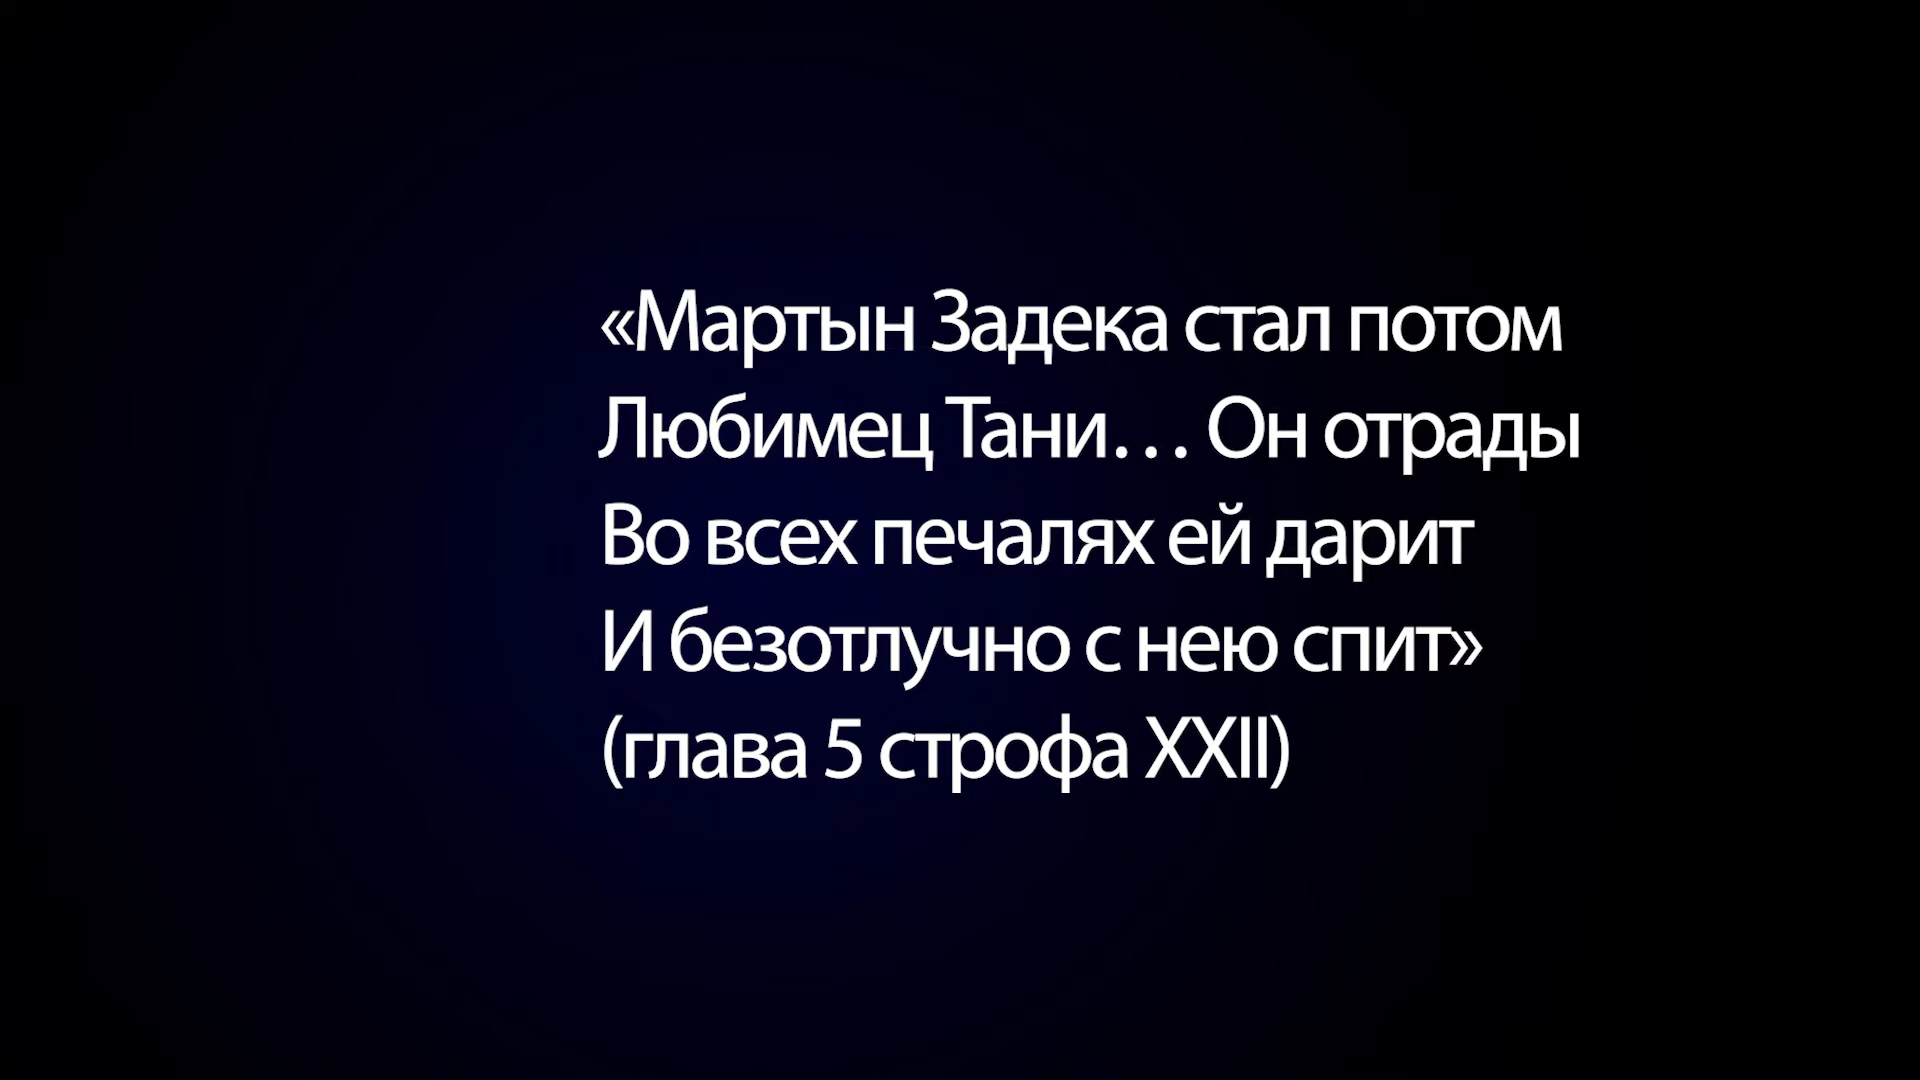 «Мартын Задека стал потом
Любимец Тани… Он отрады
Во всех печалях ей дарит
И безотлучно с нею спит»
(глава 5 строфа XXII)